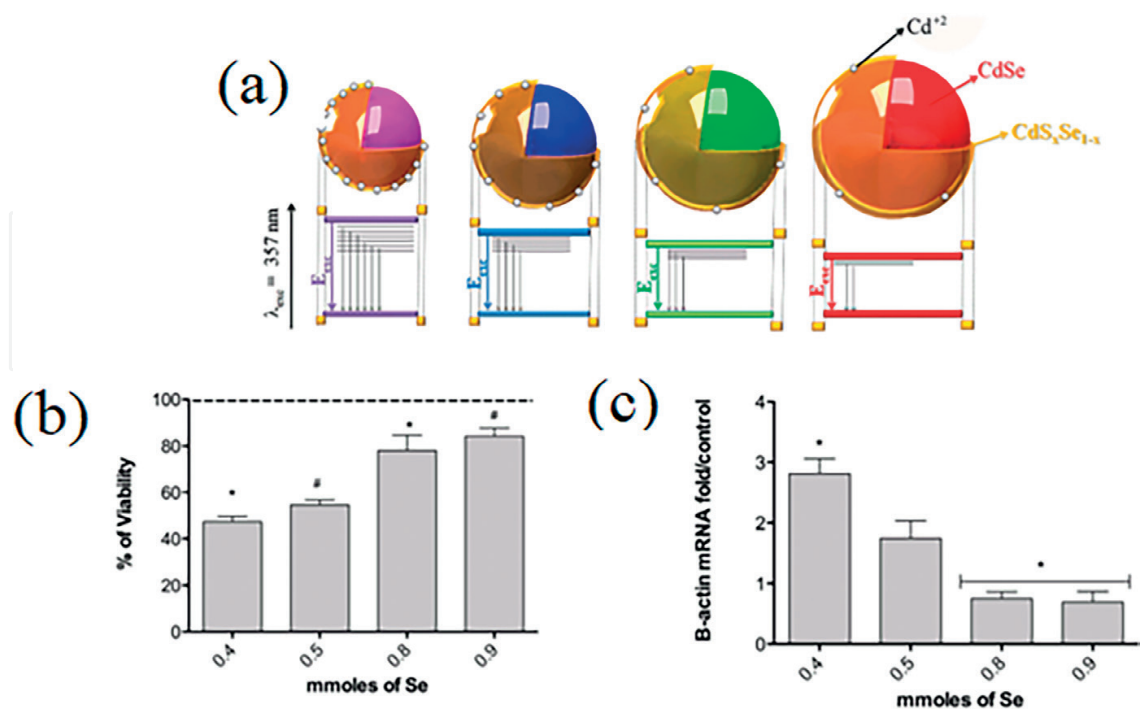 (a)
Cd⁺²
CdSe
CdSₓSe₁₋ₓ
λexc = 357 nm
Eexc
Eexc
Eexc
Eexc
(b)
% of Viability
100
80
60
40
20
0
*
#
*
#
0.4
0.5
0.8
0.9
mmoles of Se
(c)
B-actin mRNA fold/control
4
3
2
1
0
*
*
0.4
0.5
0.8
0.9
mmoles of Se